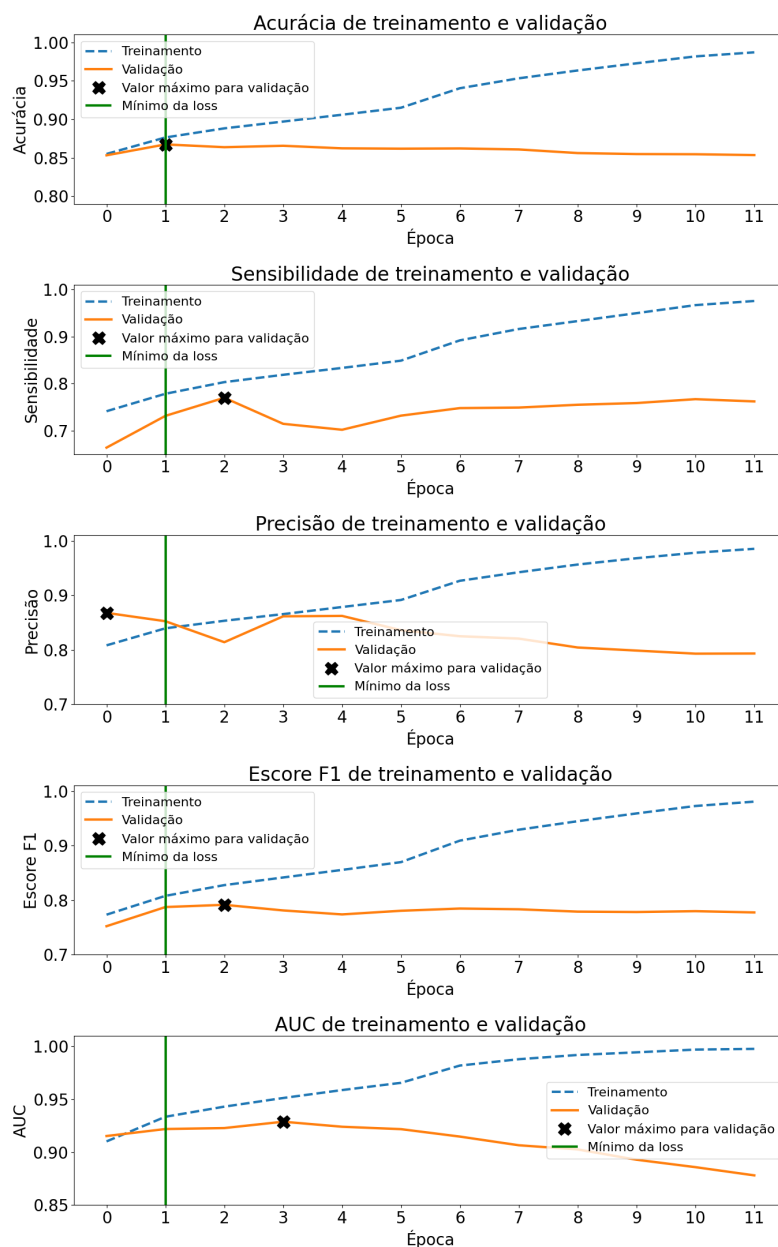 Acurácia de treinamento e validação
1.00
0.95
0.90
0.85
0.80
Acurácia
Treinamento
Validação
Valor máximo para validação
Mínimo da loss
0 1 2 3 4 5 6 7 8 9 10 11
Época
Sensibilidade de treinamento e validação
1.0
0.9
0.8
0.7
Sensibilidade
Treinamento
Validação
Valor máximo para validação
Mínimo da loss
0 1 2 3 4 5 6 7 8 9 10 11
Época
Precisão de treinamento e validação
1.0
0.9
0.8
0.7
Precisão
Treinamento
Validação
Valor máximo para validação
Mínimo da loss
0 1 2 3 4 5 6 7 8 9 10 11
Época
Escore F1 de treinamento e validação
1.0
0.9
0.8
0.7
Escore F1
Treinamento
Validação
Valor máximo para validação
Mínimo da loss
0 1 2 3 4 5 6 7 8 9 10 11
Época
AUC de treinamento e validação
1.00
0.95
0.90
0.85
AUC
Treinamento
Validação
Valor máximo para validação
Mínimo da loss
0 1 2 3 4 5 6 7 8 9 10 11
Época